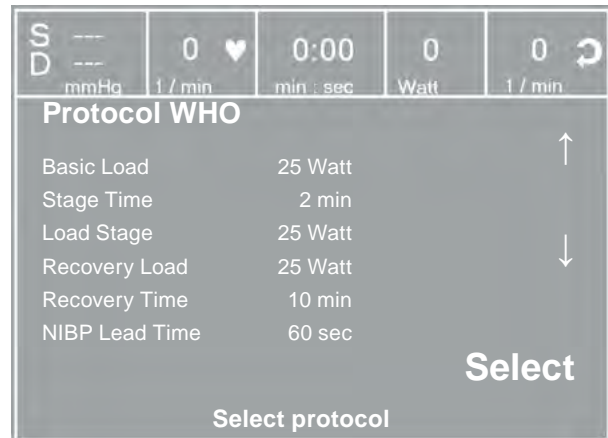 S --- 0 ♥ 0:00 0 0
D ---
mmHg 1 / min min : sec Watt 1 / min
Protocol WHO
↑
Basic Load 25 Watt
Stage Time 2 min
Load Stage 25 Watt
↓
Recovery Load 25 Watt
Recovery Time 10 min
NIBP Lead Time 60 sec
Select
Select protocol